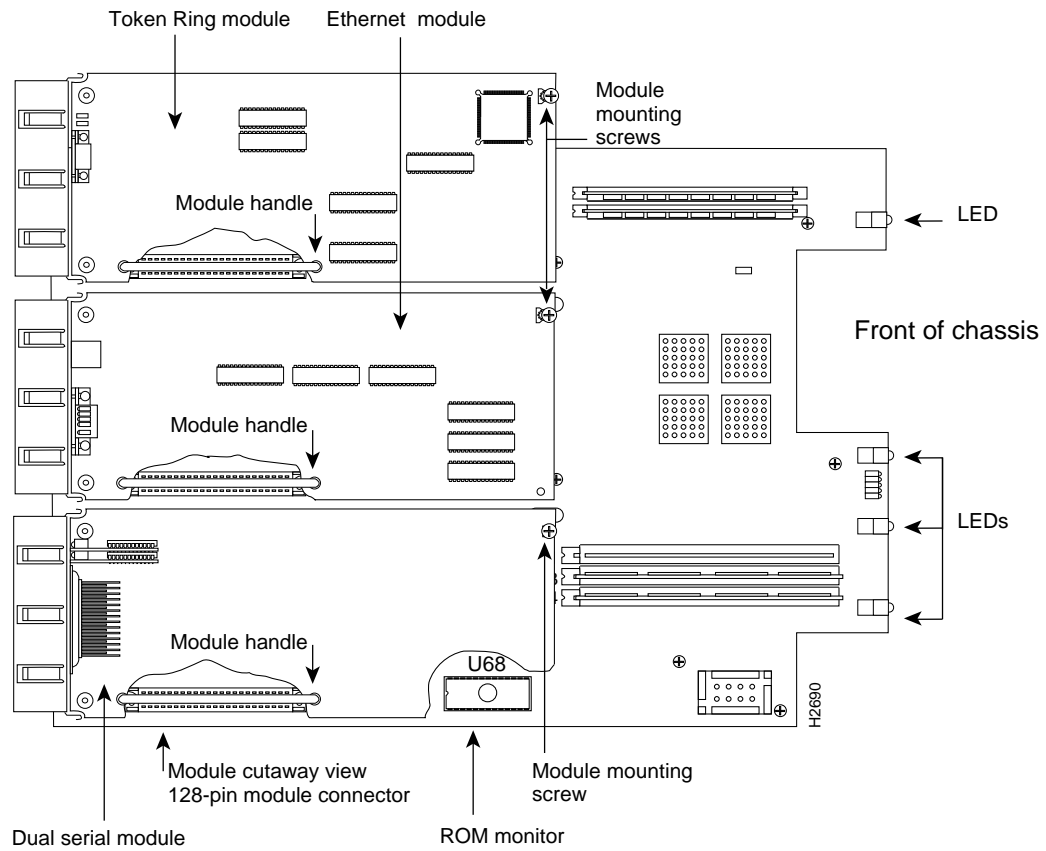 Token Ring module
Ethernet module
Module
mounting
screws
Module handle
LED
Front of chassis
Module handle
LEDs
Module handle
U68
H2690
Module cutaway view
128-pin module connector
Module mounting
screw
Dual serial module
ROM monitor